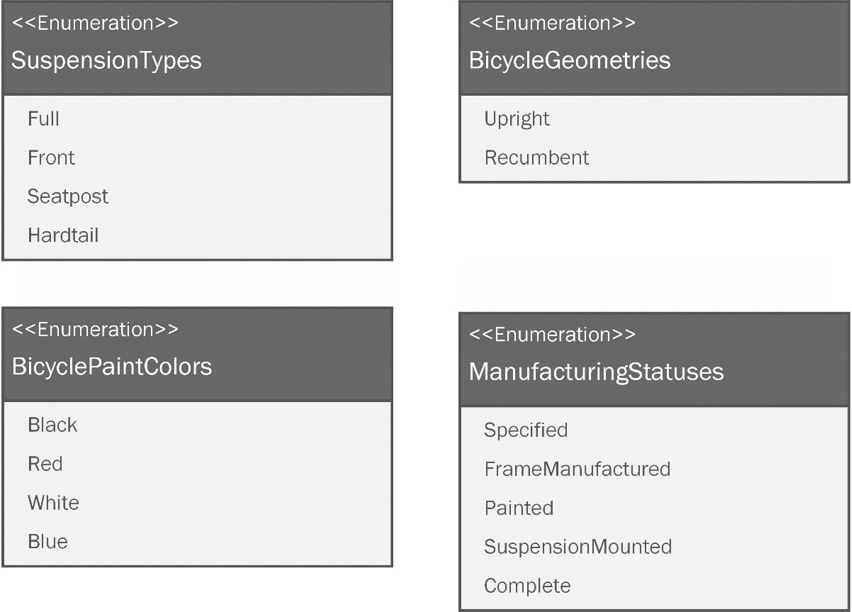 <<Enumeration>>
SuspensionTypes
Full
Front
Seatpost
Hardtail
<<Enumeration>>
BicycleGeometries
Upright
Recumbent
<<Enumeration>>
BicyclePaintColors
Black
Red
White
Blue
<<Enumeration>>
ManufacturingStatuses
Specified
FrameManufactured
Painted
SuspensionMounted
Complete